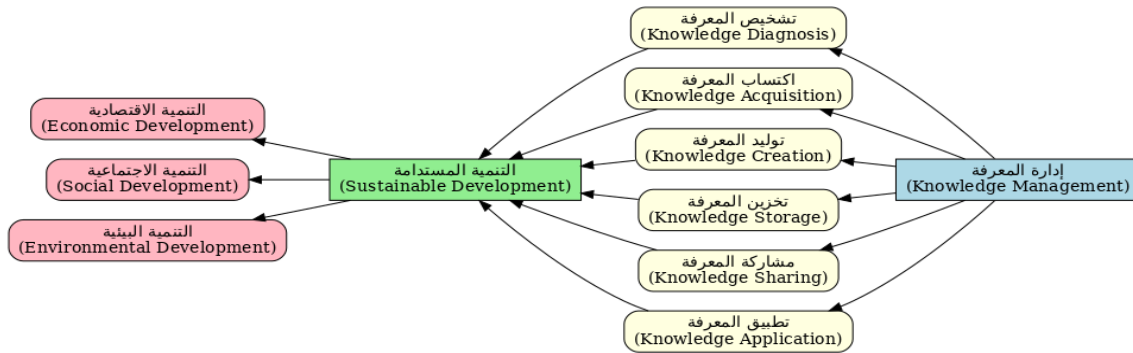 إدارة المعرفة
(Knowledge Management)
تشخيص المعرفة
(Knowledge Diagnosis)
اكتساب المعرفة
(Knowledge Acquisition)
توليد المعرفة
(Knowledge Creation)
تخزين المعرفة
(Knowledge Storage)
مشاركة المعرفة
(Knowledge Sharing)
تطبيق المعرفة
(Knowledge Application)
التنمية المستدامة
(Sustainable Development)
التنمية الاقتصادية
(Economic Development)
التنمية الاجتماعية
(Social Development)
التنمية البيئية
(Environmental Development)